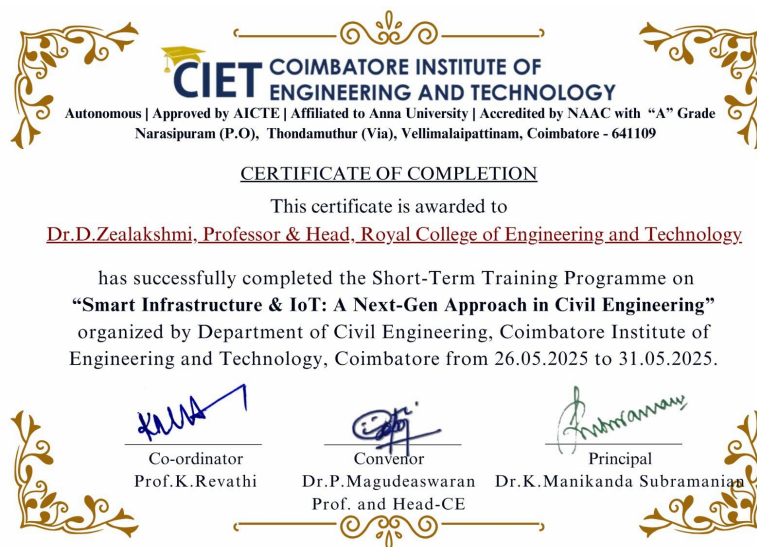 CIET COIMBATORE INSTITUTE OF
ENGINEERING AND TECHNOLOGY
Autonomous | Approved by AICTE | Affiliated to Anna University | Accredited by NAAC with “A” Grade
Narasipuram (P.O), Thondamuthur (Via), Vellimalaipattinam, Coimbatore - 641109
CERTIFICATE OF COMPLETION
This certificate is awarded to
Dr.D.Zealakshmi, Professor & Head, Royal College of Engineering and Technology
has successfully completed the Short-Term Training Programme on
“Smart Infrastructure & IoT: A Next-Gen Approach in Civil Engineering”
organized by Department of Civil Engineering, Coimbatore Institute of
Engineering and Technology, Coimbatore from 26.05.2025 to 31.05.2025.
Co-ordinator Convenor Principal
Prof.K.Revathi Dr.P.Magudeaswaran Dr.K.Manikanda Subramanian
Prof. and Head-CE